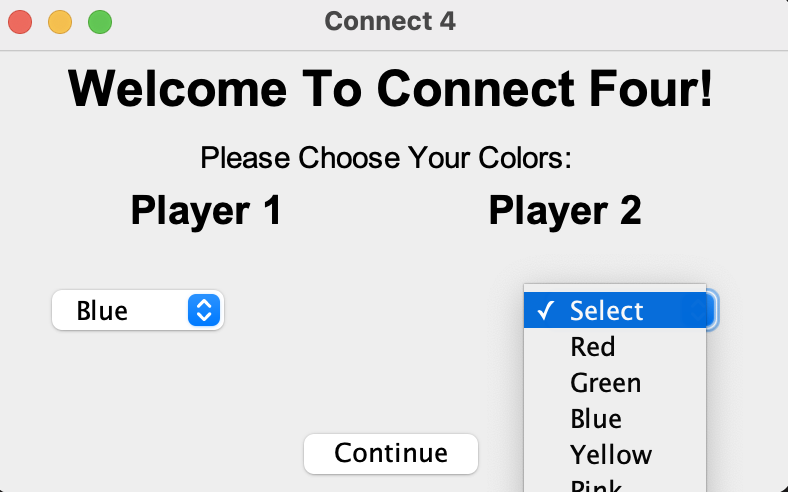 Connect 4
Welcome To Connect Four!
Please Choose Your Colors:
Player 1 Player 2
Blue ✓ Select
Red
Green
Blue
Yellow
Continue
Pink